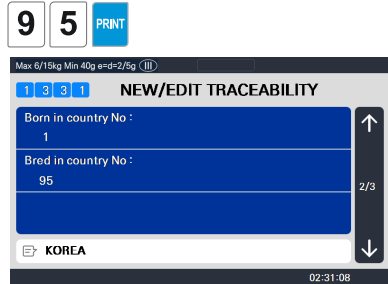 9 5 PRINT
Max 6/15kg Min 40g e=d=2/5g III
1 3 3 1 NEW/EDIT TRACEABILITY
Born in country No :
1
Bred in country No :
95
2/3
KOREA
02:31:08